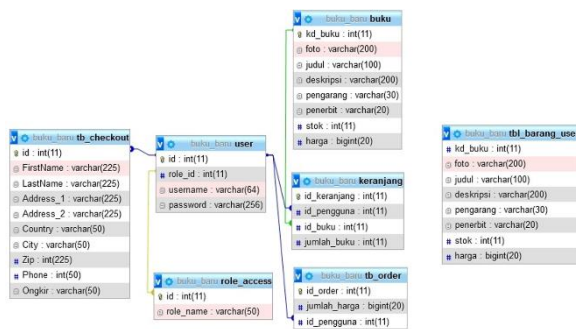 buku_baru tb_checkout
id : int(11)
FirstName : varchar(225)
LastName : varchar(225)
Address_1 : varchar(225)
Address_2 : varchar(225)
Country : varchar(50)
City : varchar(50)
Zip : int(225)
Phone : int(50)
Ongkir : varchar(50)
buku_baru user
id : int(11)
role_id : int(11)
username : varchar(64)
password : varchar(256)
buku_baru role_access
id : int(11)
role_name : varchar(50)
buku_baru buku
kd_buku : int(11)
foto : varchar(200)
judul : varchar(100)
deskripsi : varchar(200)
pengarang : varchar(30)
penerbit : varchar(20)
stok : int(11)
harga : bigint(20)
buku_baru keranjang
id_keranjang : int(11)
id_pengguna : int(11)
id_buku : int(11)
jumlah_buku : int(11)
buku_baru tb_order
id_order : int(11)
jumlah_harga : bigint(20)
id_pengguna : int(11)
buku_baru tbl_barang_use
kd_buku : int(11)
foto : varchar(200)
judul : varchar(100)
deskripsi : varchar(200)
pengarang : varchar(30)
penerbit : varchar(20)
stok : int(11)
harga : bigint(20)